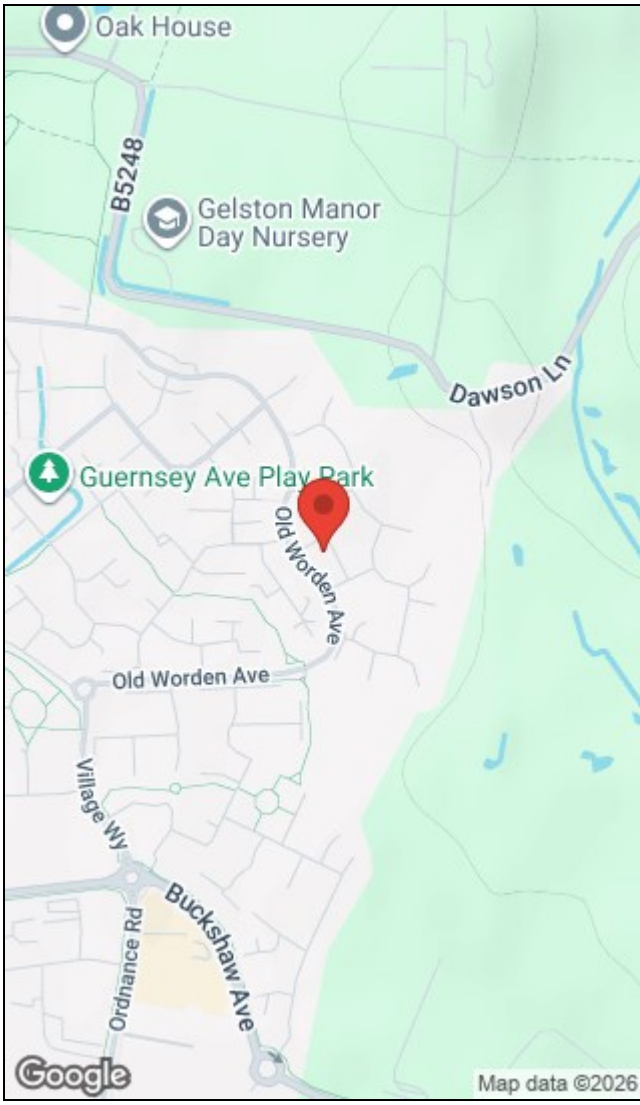 Oak House
B5248
Gelston Manor
Day Nursery
Dawson Ln
Guernsey Ave Play Park
Old Worden Ave
Old Worden Ave
Village Wy
Buckshaw Ave
Ordnance Rd
Google
Map data ©2026